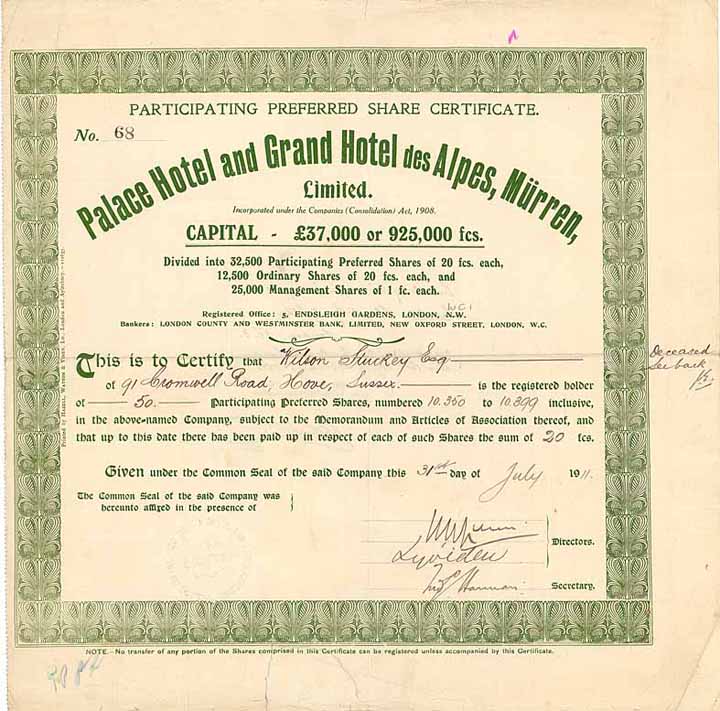 PARTICIPATING PREFERRED SHARE CERTIFICATE.
No. 68
Palace Hotel and Grand Hotel des Alpes, Mürren,
Limited.
Incorporated under the Companies (Consolidation) Act, 1908.
CAPITAL - £37,000 or 925,000 fcs.
Divided into 32,500 Participating Preferred Shares of 20 fcs. each,
12,500 Ordinary Shares of 20 fcs. each, and
25,000 Management Shares of 1 fc. each.
WC1
Registered Office: 5, ENDSLEIGH GARDENS, LONDON, N.W.
Bankers: LONDON COUNTY AND WESTMINSTER BANK, LIMITED, NEW OXFORD STREET, LONDON, W.C.
This is to Certify that Wilson Stuckey Esq
of 91 Cromwell Road, Hove, Sussex. is the registered holder
of 50. Participating Preferred Shares, numbered 10.350 to 10.399 inclusive,
in the above-named Company, subject to the Memorandum and Articles of Association thereof, and
that up to this date there has been paid up in respect of each of such Shares the sum of 20 fcs.
Given under the Common Seal of the said Company this 31st day of July 1911.
The Common Seal of the said Company was
hereunto affixed in the presence of
Directors.
Secretary.
NOTE.—No transfer of any portion of the Shares comprised in this Certificate can be registered unless accompanied by this Certificate.
Deceased
See back